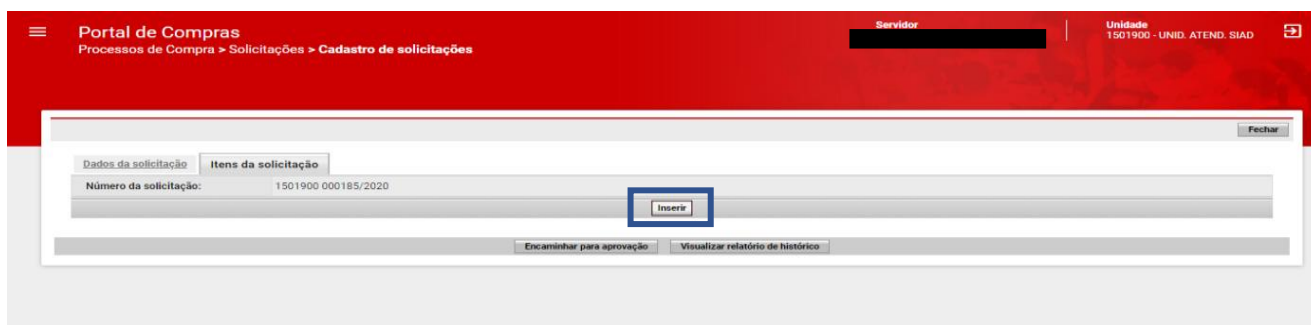 Portal de Compras
Processos de Compra > Solicitações > Cadastro de solicitações
Servidor
Unidade
1501900 - UNID. ATEND. SIAD
Fechar
Dados da solicitação Itens da solicitação
Número da solicitação: 1501900 000185/2020
Inserir
Encaminhar para aprovação Visualizar relatório de histórico